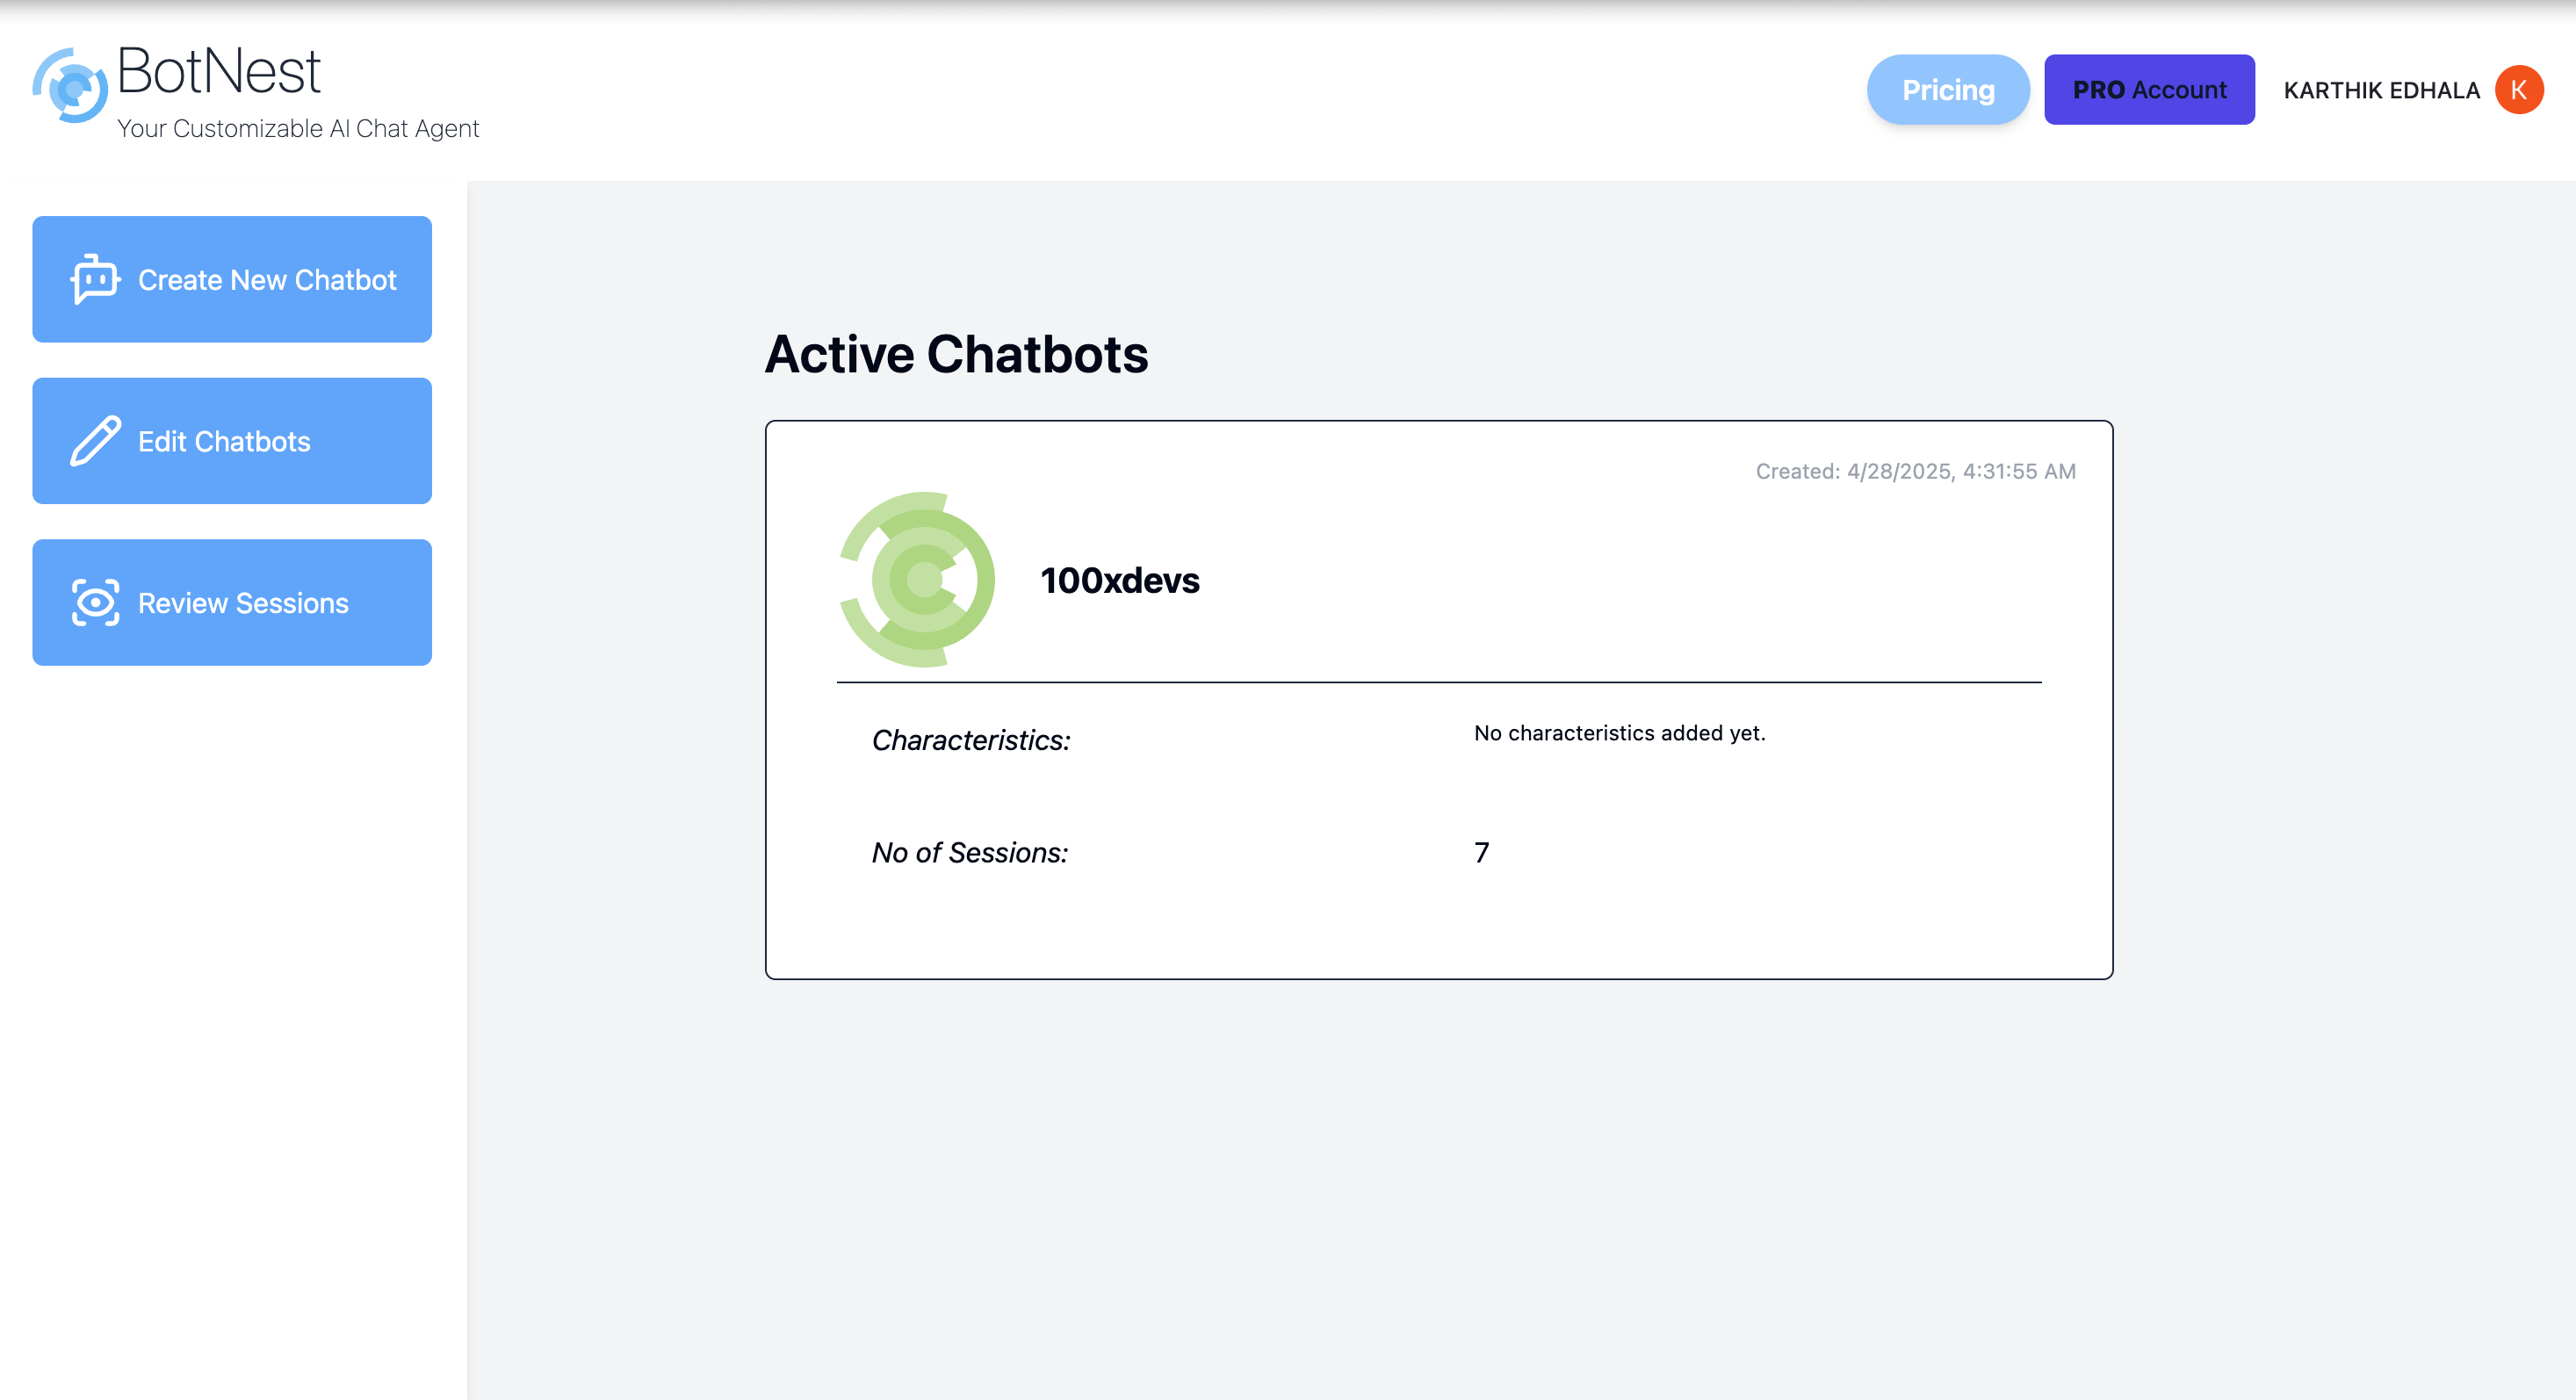 BotNest
Your Customizable AI Chat Agent
Pricing
PRO Account
KARTHIK EDHALA
K
Create New Chatbot
Edit Chatbots
Review Sessions
Active Chatbots
Created: 4/28/2025, 4:31:55 AM
100xdevs
Characteristics:
No characteristics added yet.
No of Sessions:
7